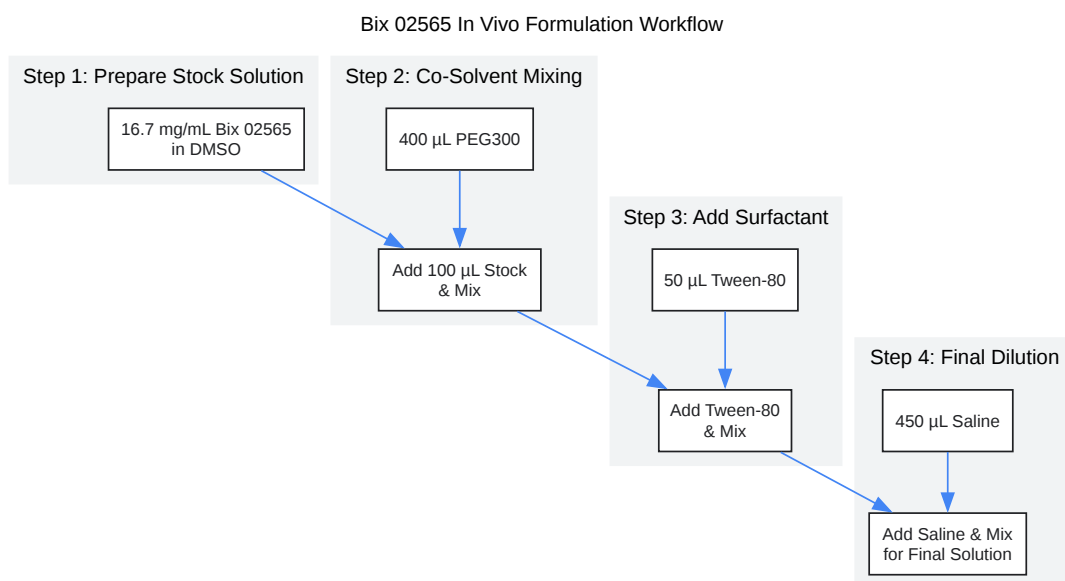 Bix 02565 In Vivo Formulation Workflow
Step 1: Prepare Stock Solution
16.7 mg/mL Bix 02565
in DMSO
Step 2: Co-Solvent Mixing
400 µL PEG300
Add 100 µL Stock
& Mix
Step 3: Add Surfactant
50 µL Tween-80
Add Tween-80
& Mix
Step 4: Final Dilution
450 µL Saline
Add Saline & Mix
for Final Solution